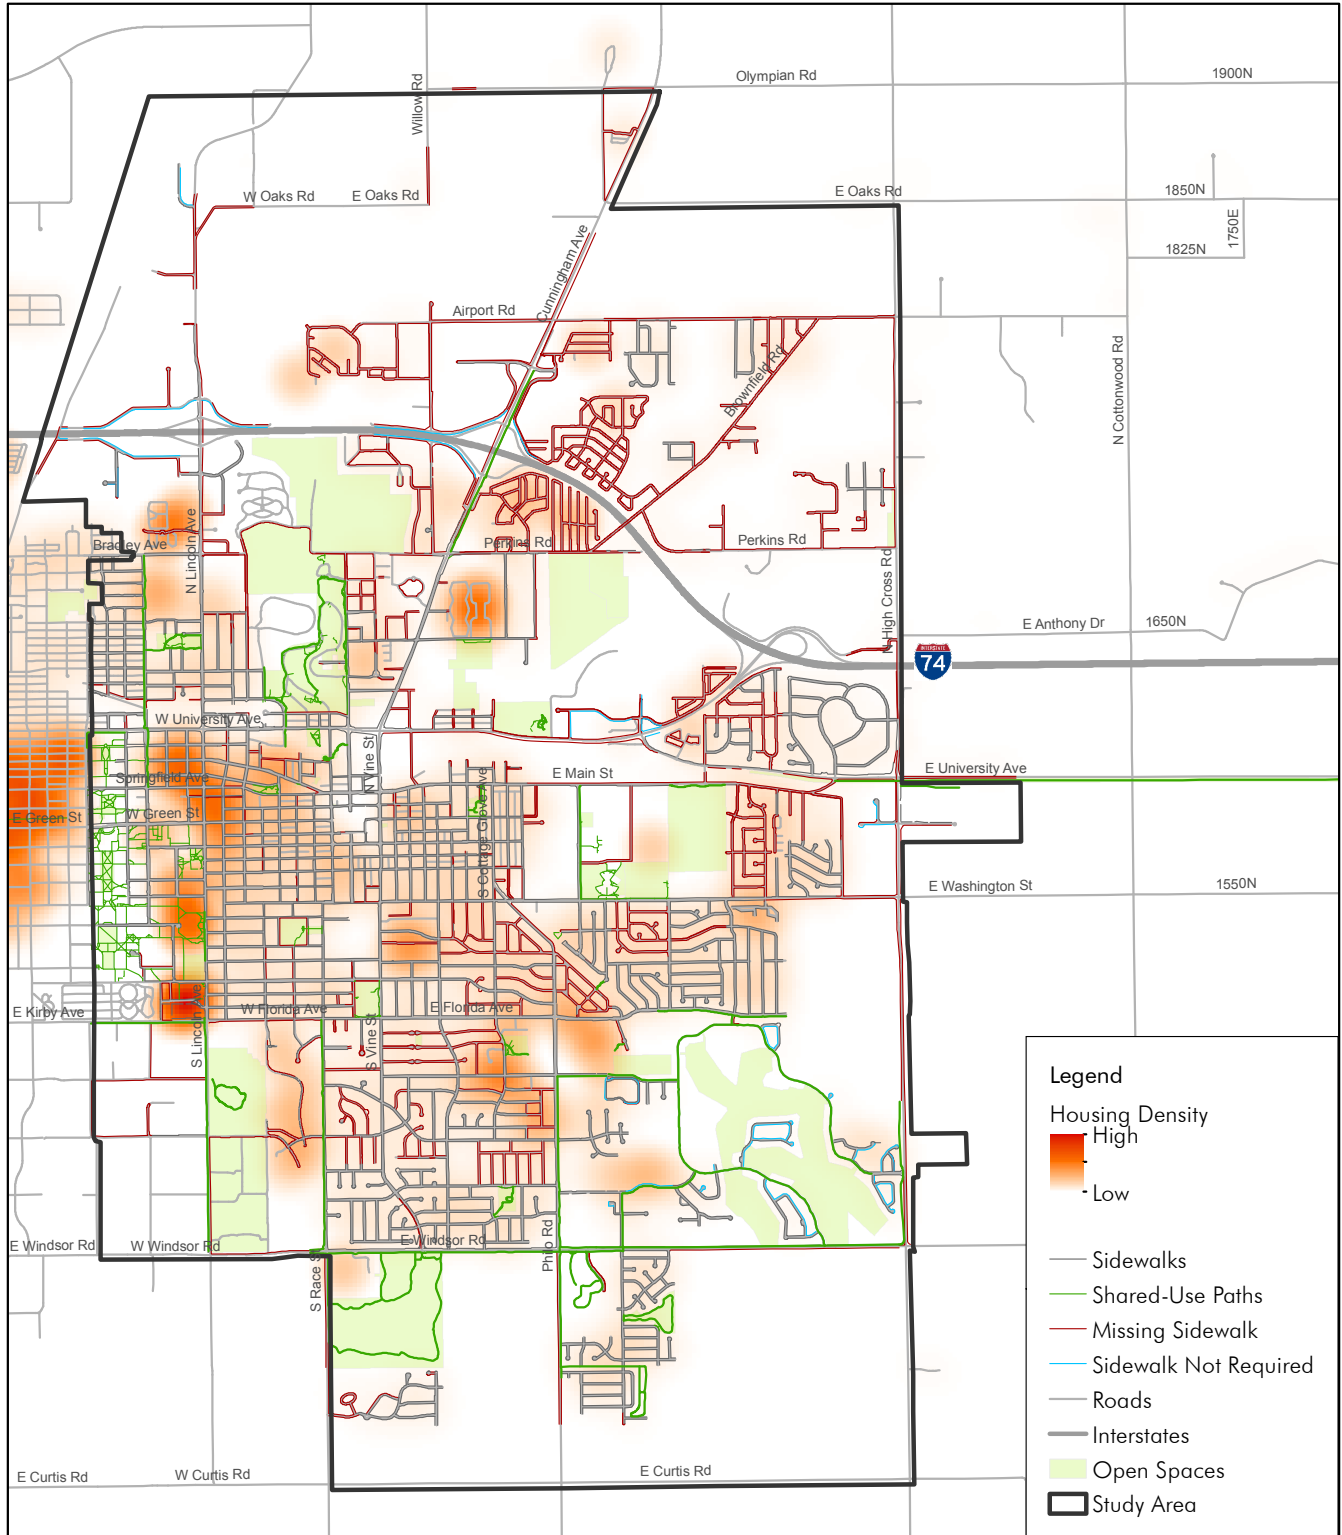 Olympian Rd
1900N
Willow Rd
W Oaks Rd
E Oaks Rd
E Oaks Rd
1850N
1750E
1825N
Cunningham Ave
Airport Rd
N Cottonwood Rd
Brownfield Rd
N Lincoln Ave
Bradley Ave
Perkins Rd
Perkins Rd
N High Cross Rd
E Anthony Dr
1650N
INTERSTATE
74
W University Ave
N Vine St
Springfield Ave
E Main St
E University Ave
S Cottage Grove Ave
E Green St
W Green St
E Washington St
1550N
E Kirby Ave
S Lincoln Ave
W Florida Ave
E Florida Ave
S Vine St
E Windsor Rd
W Windsor Rd
E Windsor Rd
Philo Rd
S Race S
E Curtis Rd
W Curtis Rd
E Curtis Rd
Legend
Housing Density
High
Low
Sidewalks
Shared-Use Paths
Missing Sidewalk
Sidewalk Not Required
Roads
Interstates
Open Spaces
Study Area